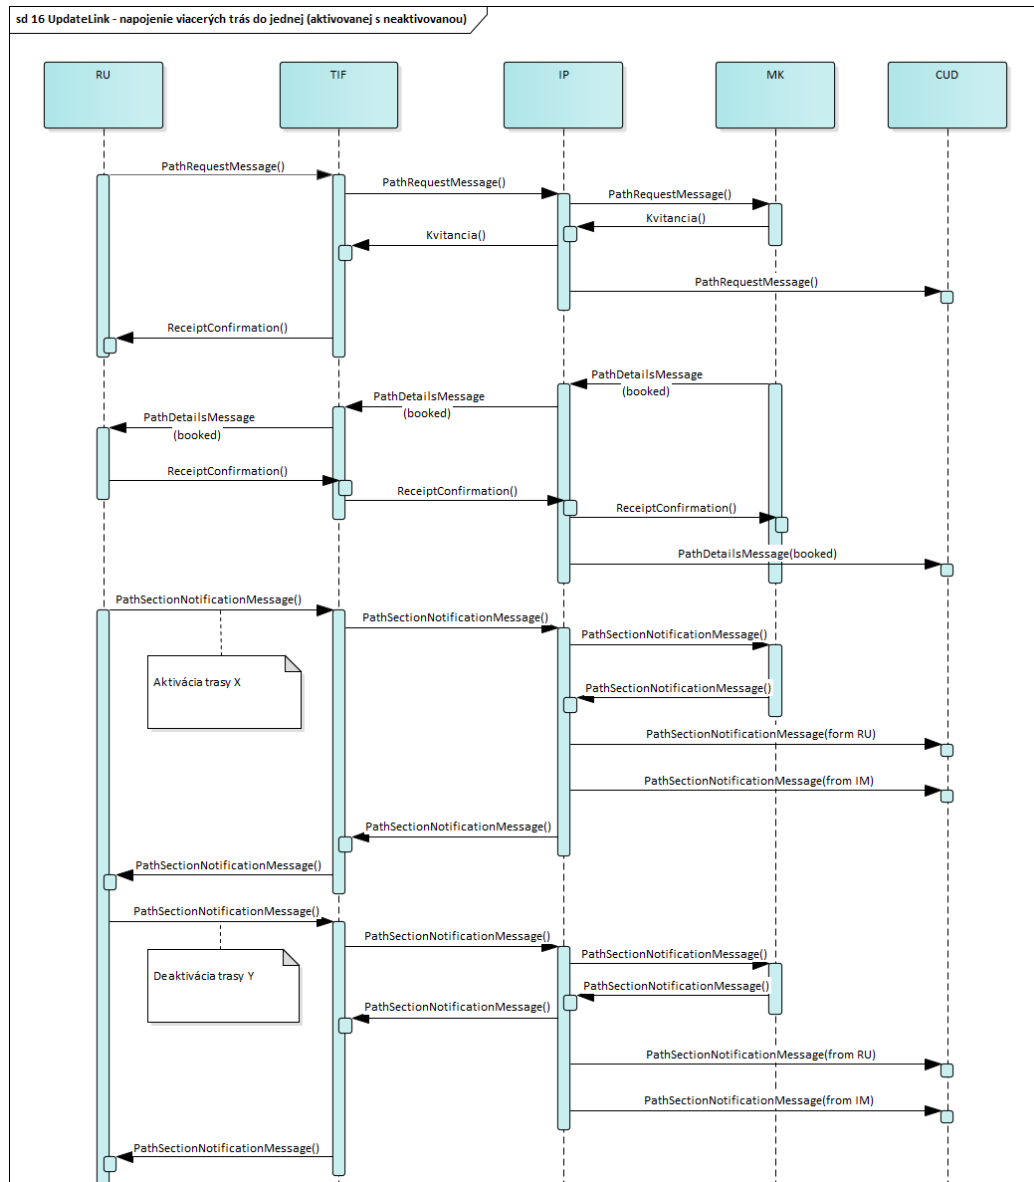 sd 16 UpdateLink - napojenie viacerých trás do jednej (aktivovanej s neaktivovanou)
RU
TIF
IP
MK
CUD
PathRequestMessage()
PathRequestMessage()
PathRequestMessage()
Kvitancia()
Kvitancia()
PathRequestMessage()
ReceiptConfirmation()
PathDetailsMessage
(booked)
PathDetailsMessage
(booked)
PathDetailsMessage
(booked)
ReceiptConfirmation()
ReceiptConfirmation()
ReceiptConfirmation()
PathDetailsMessage(booked)
PathSectionNotificationMessage()
PathSectionNotificationMessage()
PathSectionNotificationMessage()
Aktivácia trasy X
PathSectionNotificationMessage()
PathSectionNotificationMessage(form RU)
PathSectionNotificationMessage(from IM)
PathSectionNotificationMessage()
PathSectionNotificationMessage()
PathSectionNotificationMessage()
PathSectionNotificationMessage()
PathSectionNotificationMessage()
Deaktivácia trasy Y
PathSectionNotificationMessage()
PathSectionNotificationMessage()
PathSectionNotificationMessage(from RU)
PathSectionNotificationMessage(from IM)
PathSectionNotificationMessage()